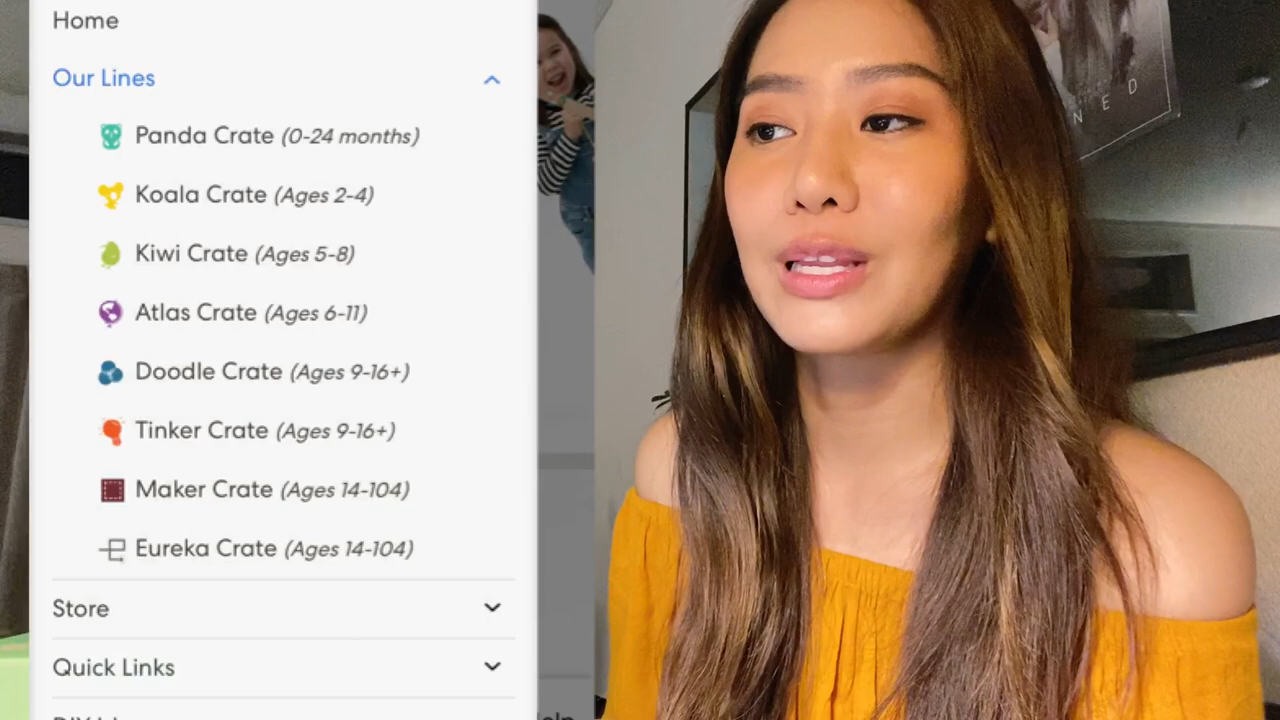 Home
Our Lines
Panda Crate (0-24 months)
Koala Crate (Ages 2-4)
Kiwi Crate (Ages 5-8)
Atlas Crate (Ages 6-11)
Doodle Crate (Ages 9-16+)
Tinker Crate (Ages 9-16+)
Maker Crate (Ages 14-104)
Eureka Crate (Ages 14-104)
Store
Quick Links